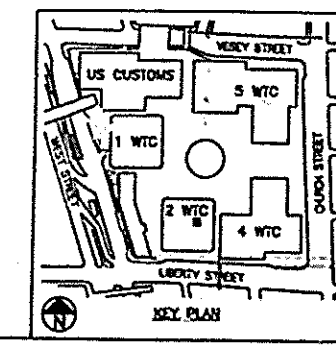 VESEY STREET
US CUSTOMS
5 WTC
1 WTC
WEST STREET
CHURCH STREET
2 WTC
4 WTC
LIBERTY STREET
KEY PLAN
N